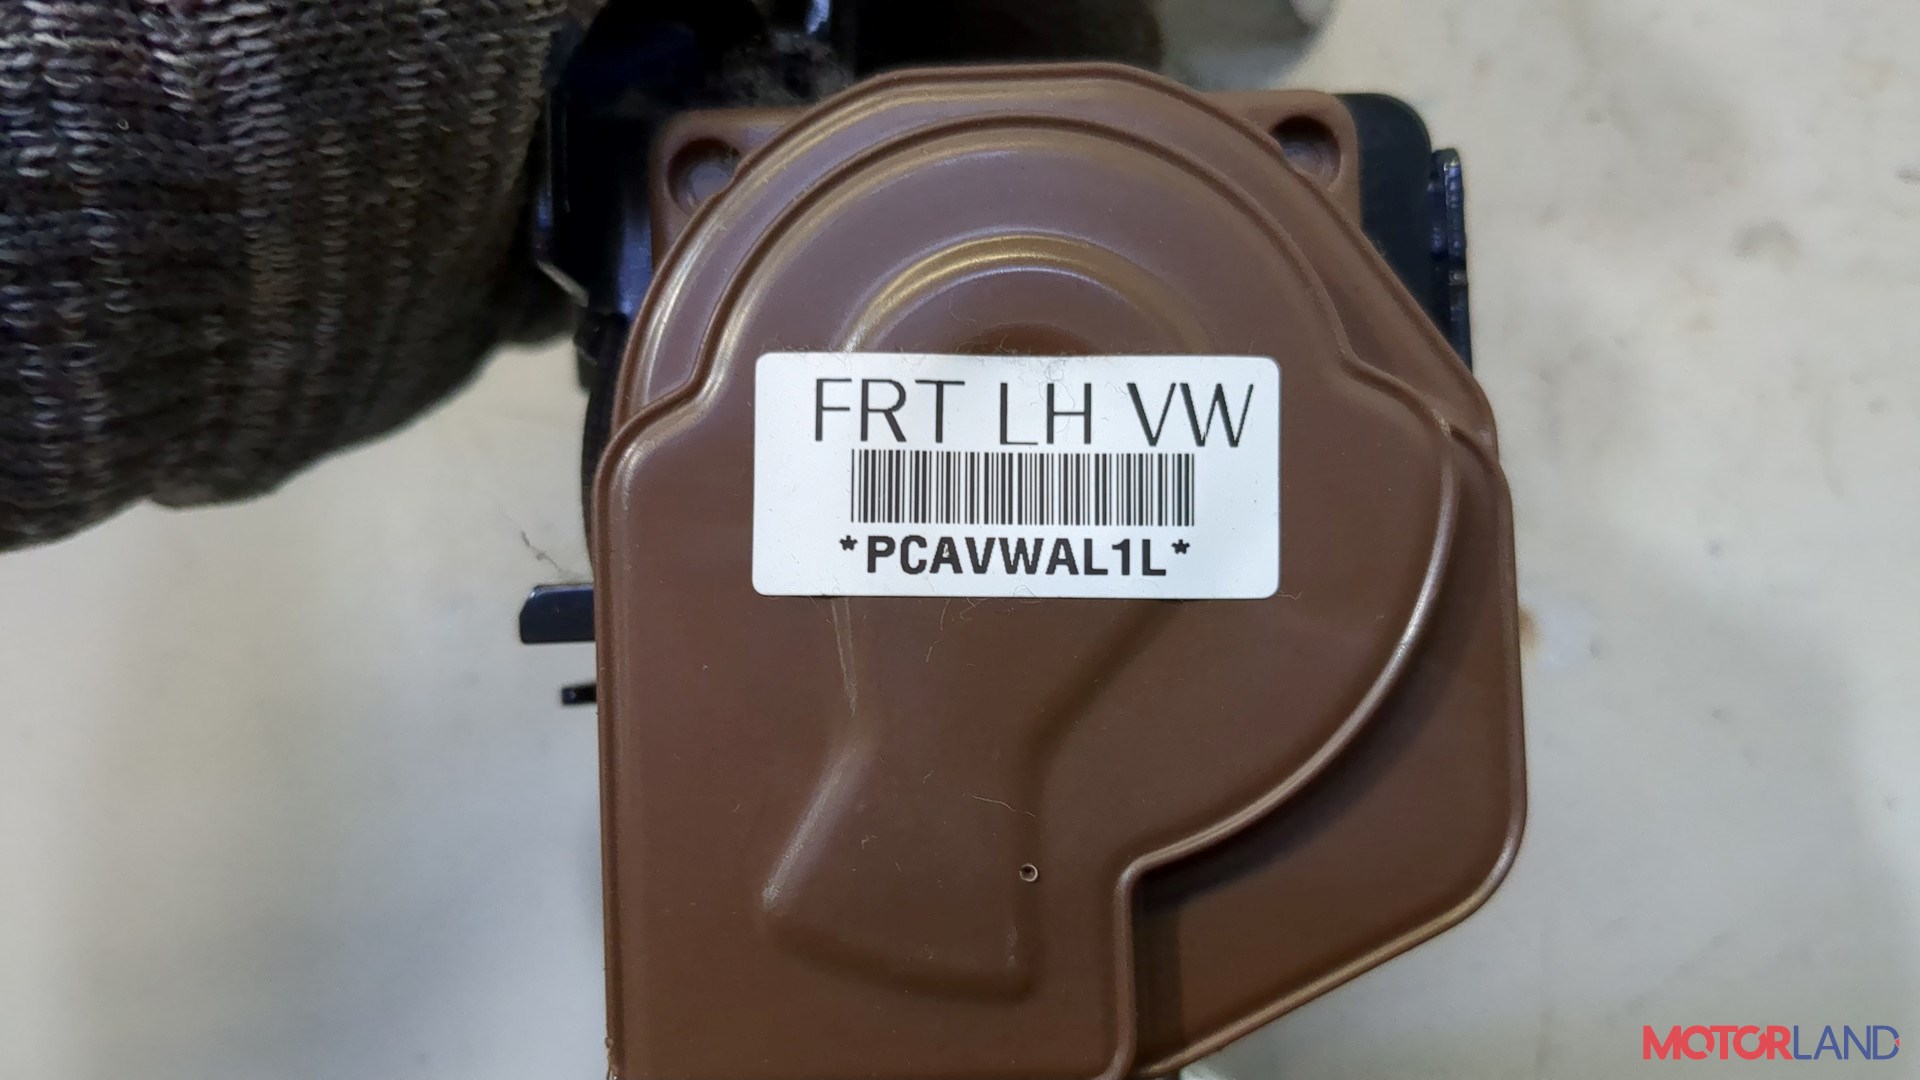 FRT LH VW
*PCAVWAL1L*
MOTORLAND